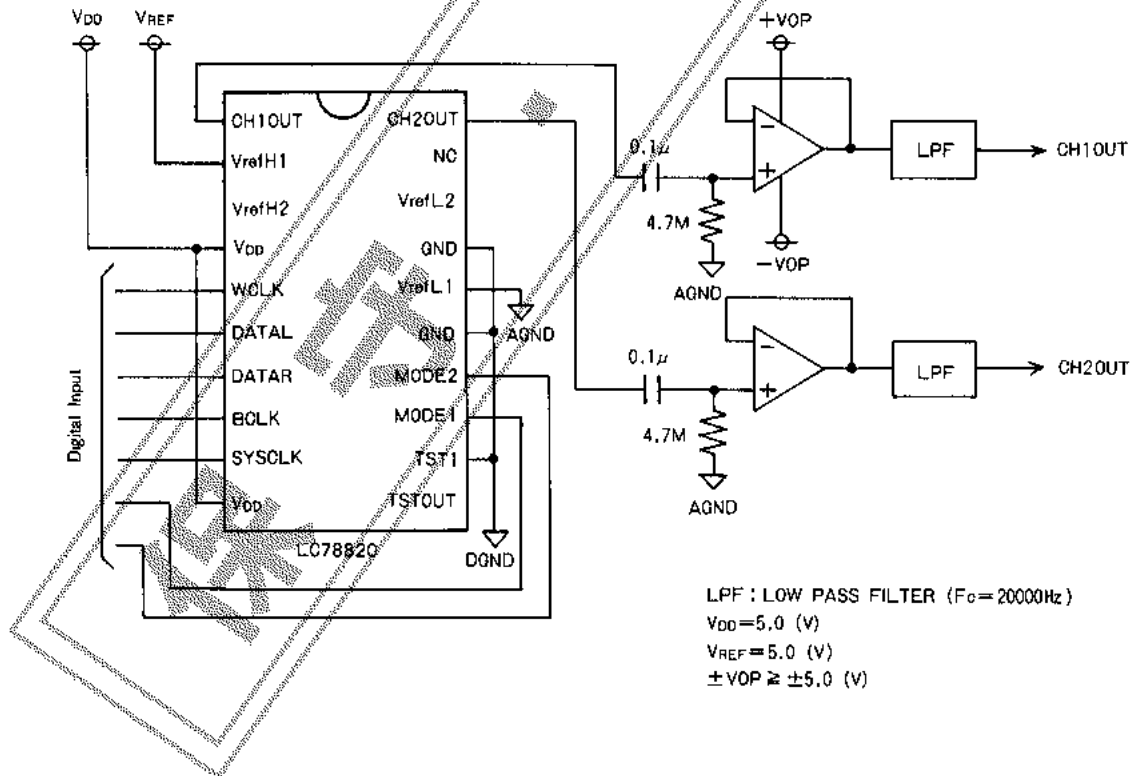 VDD
VREF
CH1OUT
VrefH1
VrefH2
VDD
WCLK
DATAL
DATAR
BCLK
SYSCLK
VDD
CH2OUT
NC
VrefL2
GND
VrefL1
GND
MODE2
MODE1
TST1
TSTOUT
LC78820
Digital Input
AGND
DGND
0.1μ
4.7M
AGND
+VOP
−
+
−VOP
LPF
CH1OUT
0.1μ
4.7M
AGND
−
+
LPF
CH2OUT
LPF : LOW PASS FILTER (Fc=20000Hz)
VDD=5.0 (V)
VREF=5.0 (V)
±VOP ≧ ±5.0 (V)